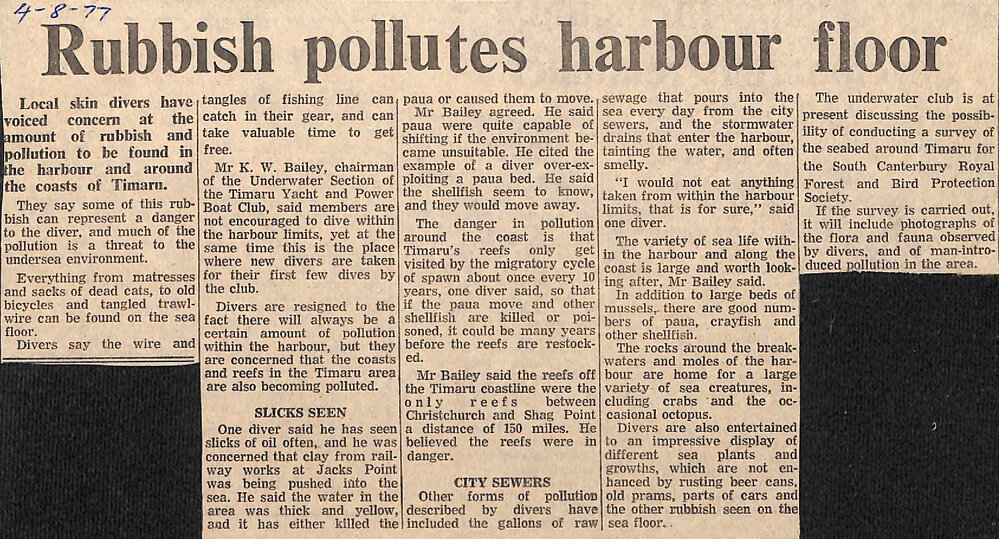 4-8-77
Rubbish pollutes harbour floor
Local skin divers have
voiced concern at the
amount of rubbish and
pollution to be found in
the harbour and around
the coasts of Timaru.
They say some of this rub-
bish can represent a danger
to the diver, and much of the
pollution is a threat to the
undersea environment.
Everything from matresses
and sacks of dead cats, to old
bicycles and tangled trawl-
wire can be found on the sea
floor.
Divers say the wire and
tangles of fishing line can
catch in their gear, and can
take valuable time to get
free.
Mr K. W. Bailey, chairman
of the Underwater Section of
the Timaru Yacht and Power
Boat Club, said members are
not encouraged to dive within
the harbour limits, yet at the
same time this is the place
where new divers are taken
for their first few dives by
the club.
Divers are resigned to the
fact there will always be a
certain amount of pollution
within the harbour, but they
are concerned that the coasts
and reefs in the Timaru area
are also becoming polluted.
SLICKS SEEN
One diver said he has seen
slicks of oil often, and he was
concerned that clay from rail-
way works at Jacks Point
was being pushed into the
sea. He said the water in the
area was thick and yellow,
and it has either killed the
paua or caused them to move.
Mr Bailey agreed. He said
paua were quite capable of
shifting if the environment be-
came unsuitable. He cited the
example of a diver over-ex-
ploiting a paua bed. He said
the shellfish seem to know,
and they would move away.
The danger in pollution
around the coast is that
Timaru's reefs only get
visited by the migratory cycle
of spawn about once every 10
years, one diver said, so that
if the paua move and other
shellfish are killed or poi-
soned, it could be many years
before the reefs are restock-
ed.
Mr Bailey said the reefs off
the Timaru coastline were the
only reefs between
Christchurch and Shag Point
a distance of 150 miles. He
believed the reefs were in
danger.
CITY SEWERS
Other forms of pollution
described by divers have
included the gallons of raw
sewage that pours into the
sea every day from the city
sewers, and the stormwater
drains that enter the harbour,
tainting the water, and often
smelly.
"I would not eat anything
taken from within the harbour
limits, that is for sure," said
one diver.
The variety of sea life with-
in the harbour and along the
coast is large and worth look-
ing after, Mr Bailey said.
In addition to large beds of
mussels, there are good num-
bers of paua, crayfish and
other shellfish.
The rocks around the break-
waters and moles of the har-
bour are home for a large
variety of sea creatures, in-
cluding crabs and the oc-
casional octopus.
Divers are also entertained
to an impressive display of
different sea plants and
growths, which are not en-
hanced by rusting beer cans,
old prams, parts of cars and
the other rubbish seen on the
sea floor.
The underwater club is at
present discussing the possib-
ility of conducting a survey of
the seabed around Timaru for
the South Canterbury Royal
Forest and Bird Protection
Society.
If the survey is carried out,
it will include photographs of
the flora and fauna observed
by divers, and of man-intro-
duced pollution in the area.